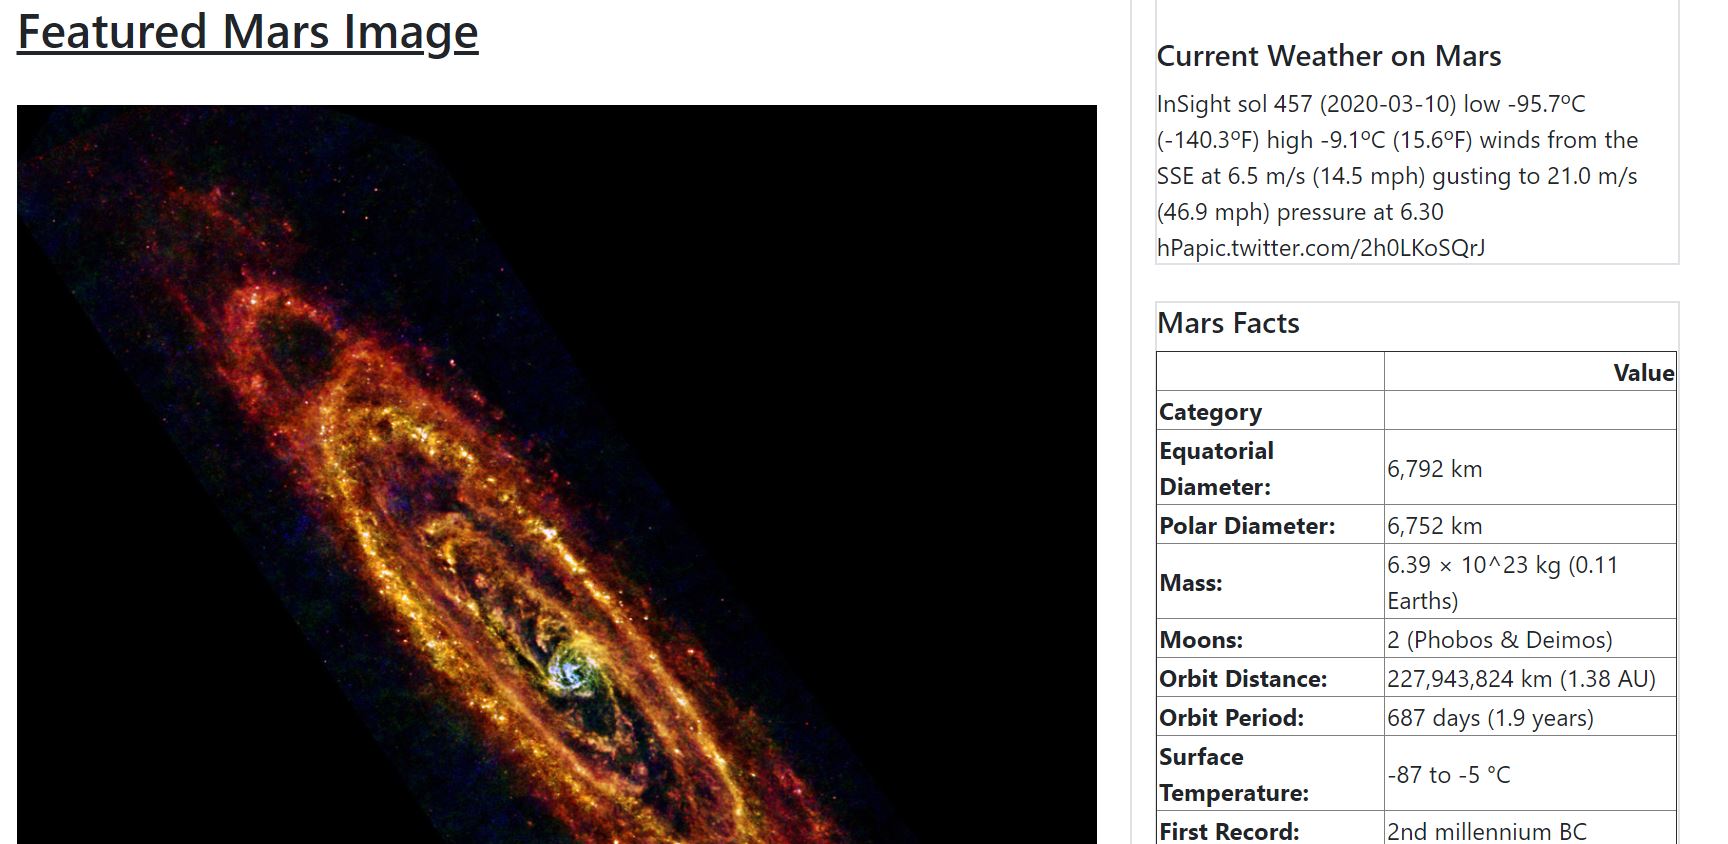 Featured Mars Image
Current Weather on Mars
InSight sol 457 (2020-03-10) low -95.7ºC
(-140.3ºF) high -9.1ºC (15.6ºF) winds from the
SSE at 6.5 m/s (14.5 mph) gusting to 21.0 m/s
(46.9 mph) pressure at 6.30
hPapic.twitter.com/2h0LKoSQrJ
Mars Facts
Value
Category
Equatorial
Diameter:
6,792 km
Polar Diameter: 6,752 km
Mass:
6.39 × 10^23 kg (0.11
Earths)
Moons: 2 (Phobos & Deimos)
Orbit Distance: 227,943,824 km (1.38 AU)
Orbit Period: 687 days (1.9 years)
Surface
Temperature:
-87 to -5 °C
First Record: 2nd millennium BC